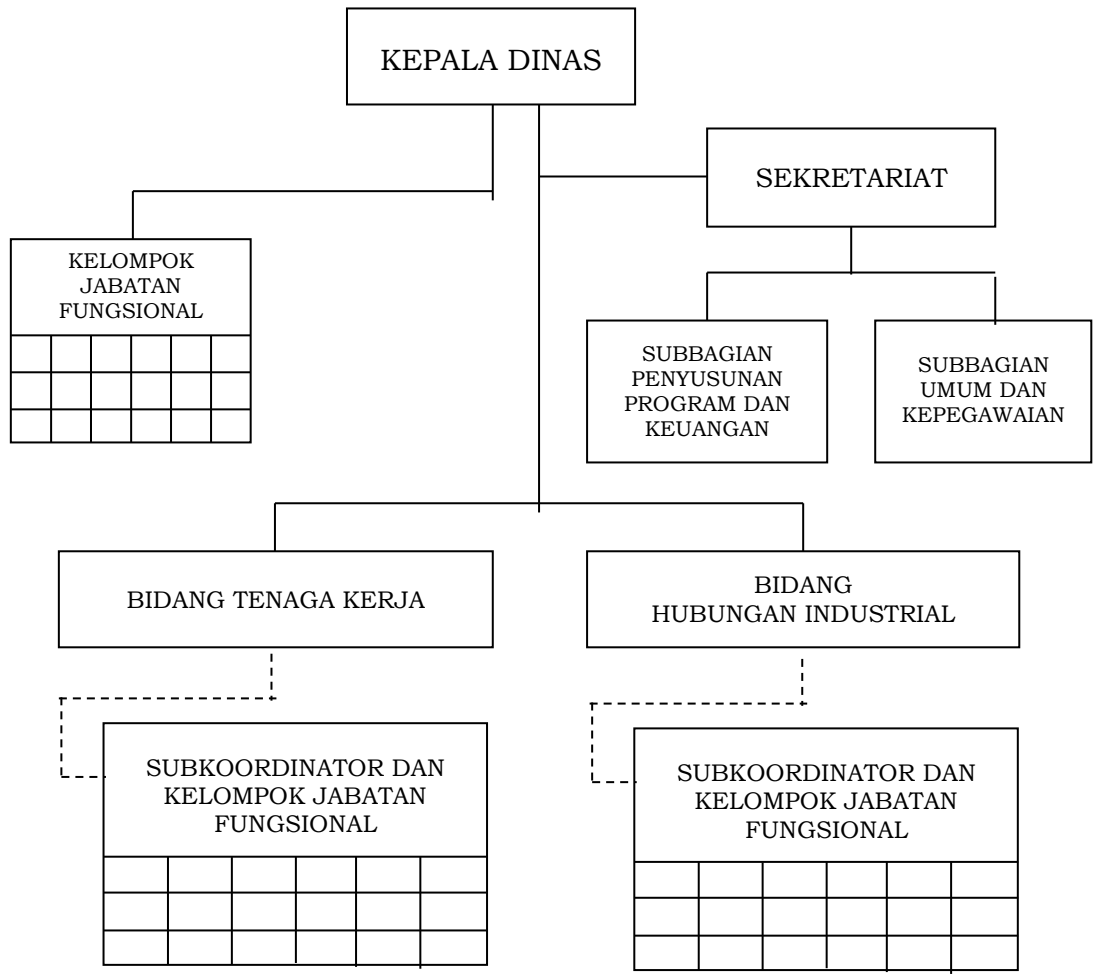 KEPALA DINAS
SEKRETARIAT
KELOMPOK
JABATAN
FUNGSIONAL
SUBBAGIAN
PENYUSUNAN
PROGRAM DAN
KEUANGAN
SUBBAGIAN
UMUM DAN
KEPEGAWAIAN
BIDANG TENAGA KERJA
BIDANG
HUBUNGAN INDUSTRIAL
SUBKOORDINATOR DAN
KELOMPOK JABATAN
FUNGSIONAL
SUBKOORDINATOR DAN
KELOMPOK JABATAN
FUNGSIONAL